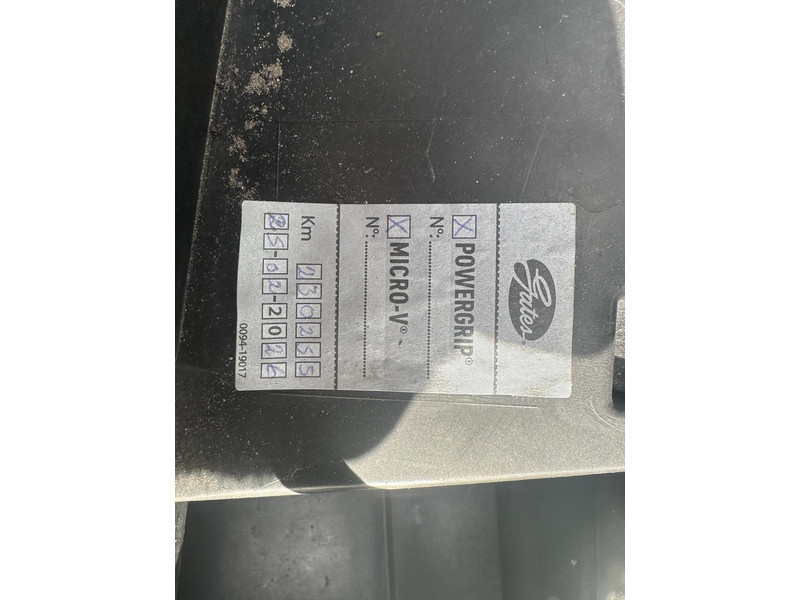 Gates
X POWERGRIP®
N°:
X MICRO-V®
N°:
Km 230255
25-02-2026
0094-19017